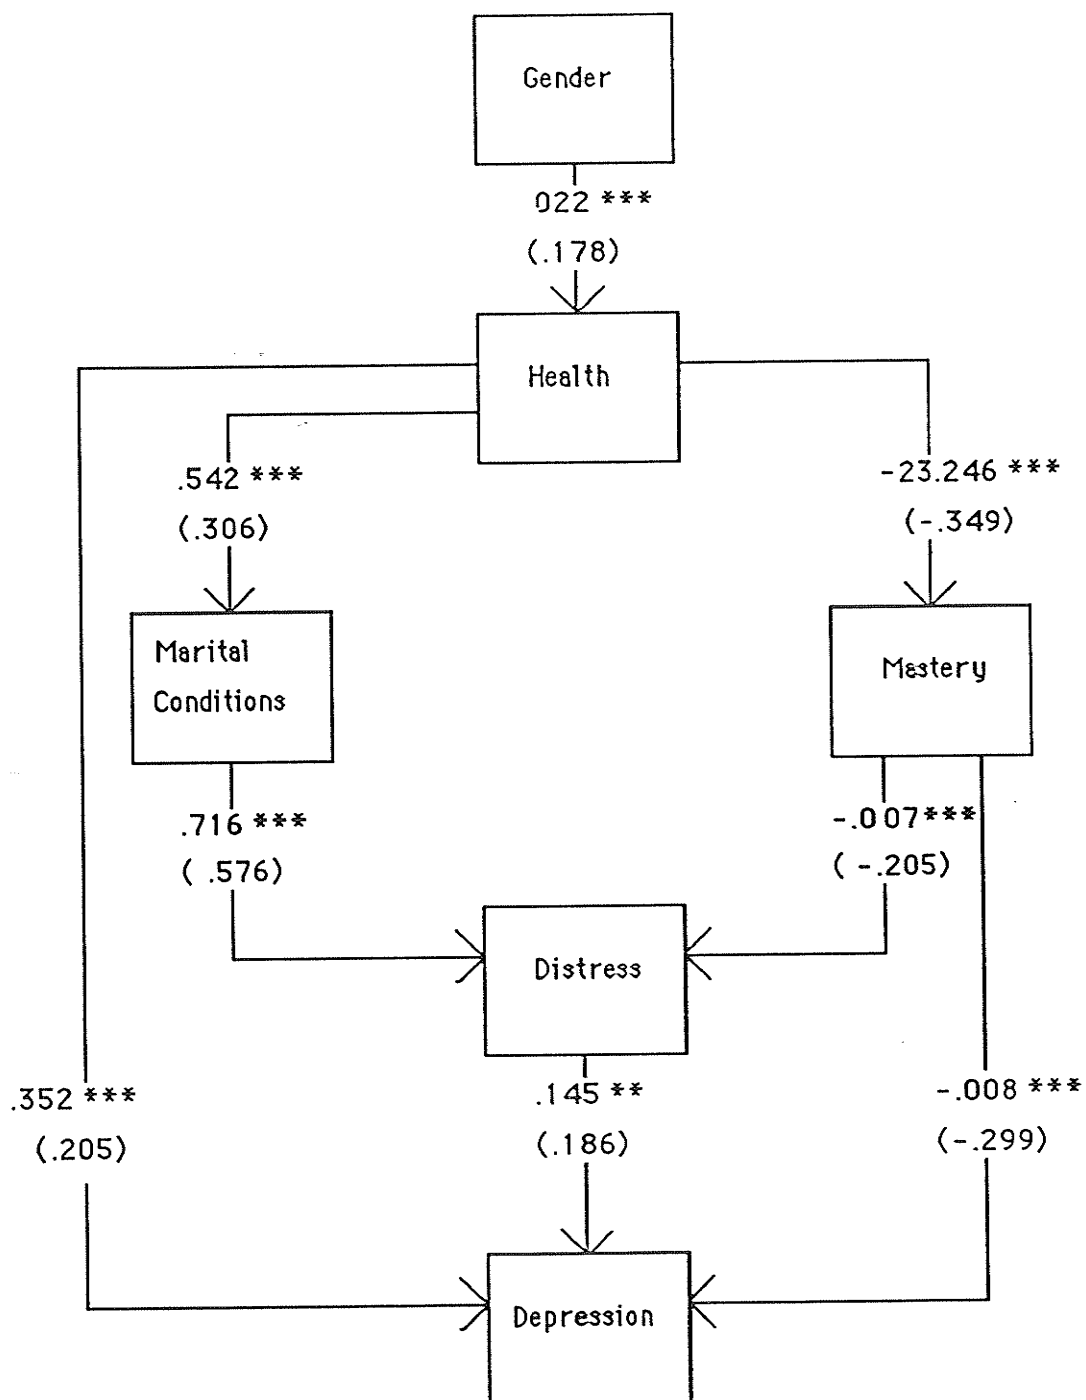 Gender
022 ***
(.178)
Health
.542 ***
(.306)
-23.246 ***
(-.349)
Marital
Conditions
Mastery
.716 ***
( .576)
-.007***
( -.205)
Distress
.352 ***
(.205)
.145 **
(.186)
-.008 ***
(-.299)
Depression